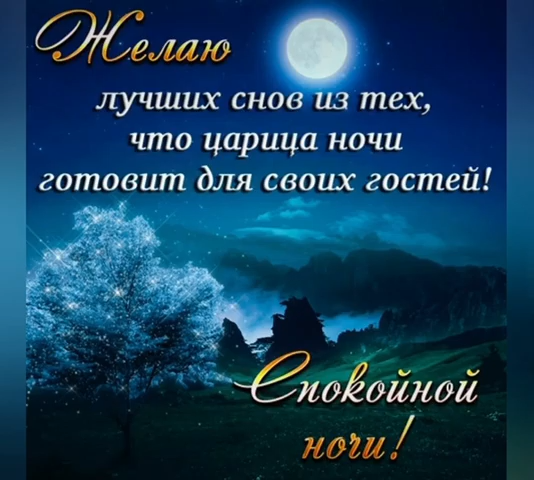 Желаю
лучших снов из тех,
что царица ночи
готовит для своих гостей!
Спокойной
ночи!